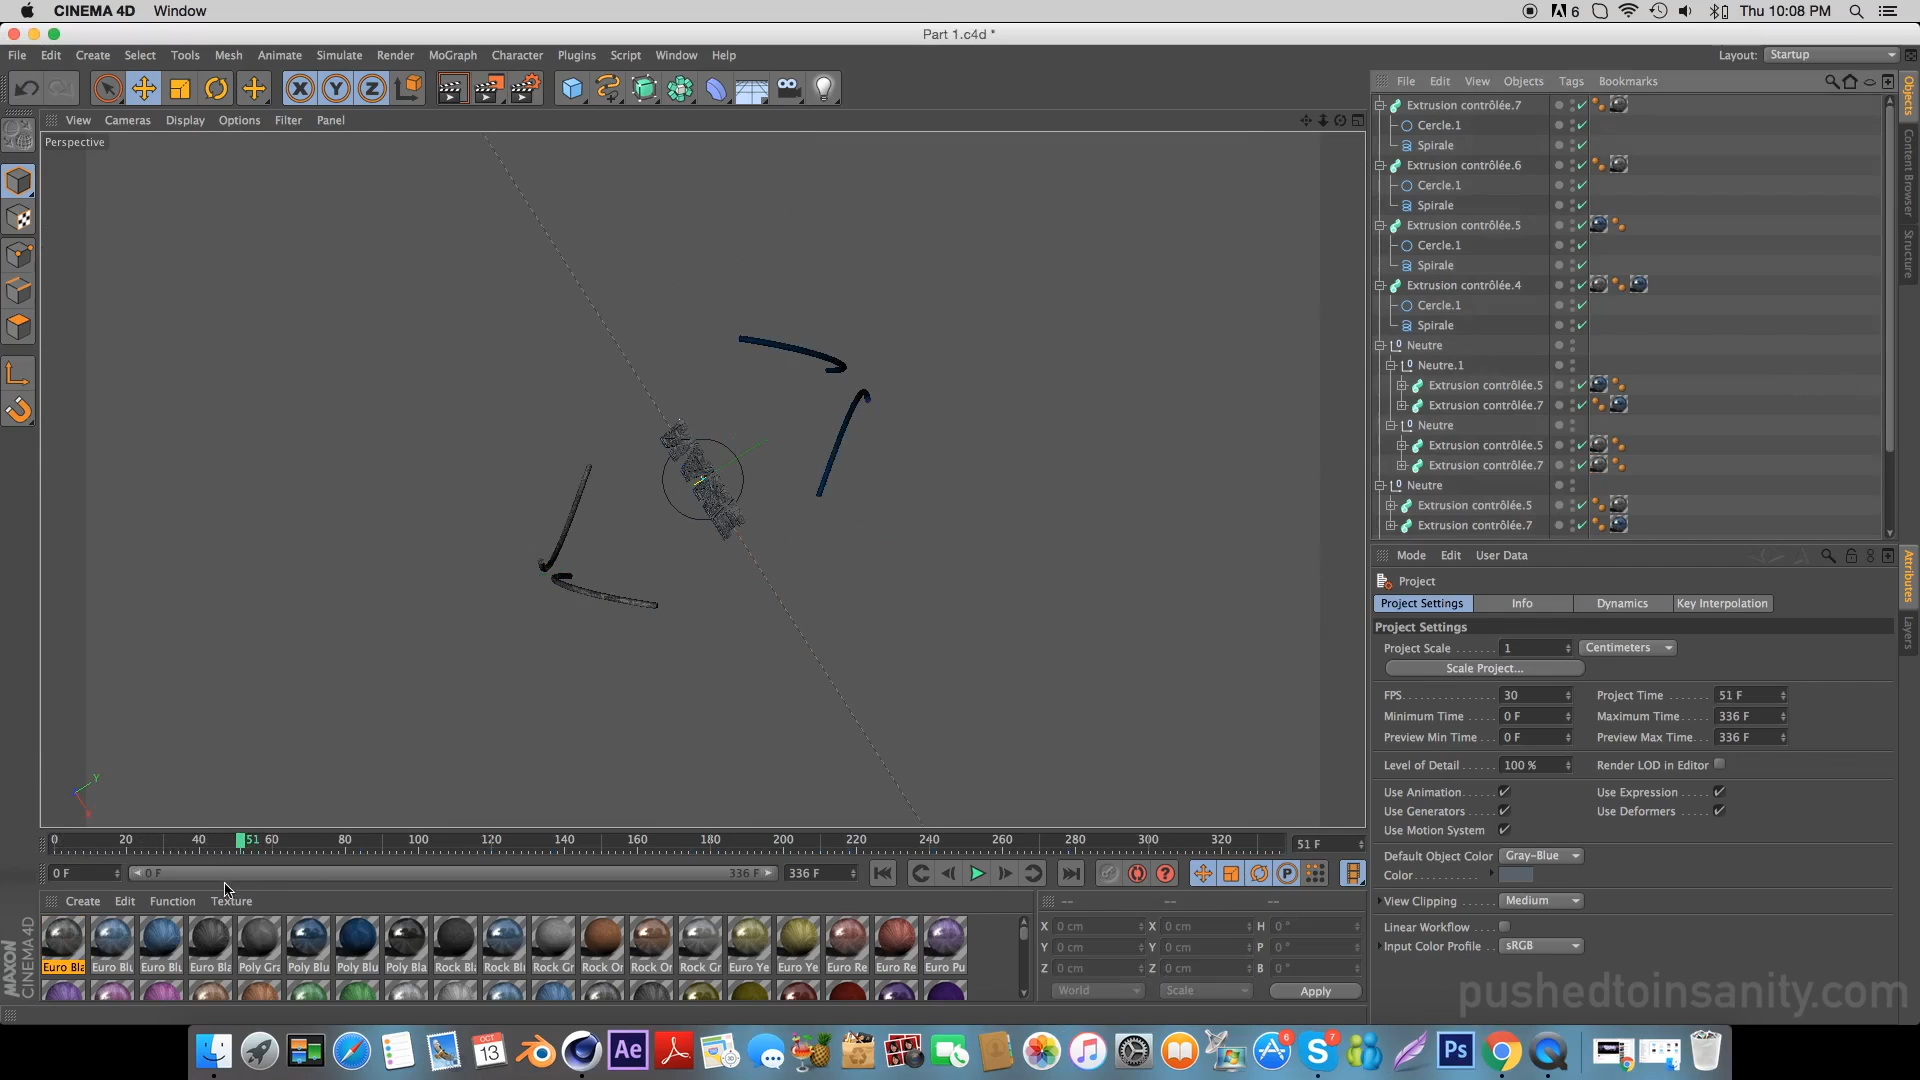 CINEMA 4D Window 6 Thu 10:08 PM
Part 1.c4d *
File Edit Create Select Tools Mesh Animate Simulate Render MoGraph Character Plugins Script Window Help Layout: Startup
X Y Z File Edit View Objects Tags Bookmarks
View Cameras Display Options Filter Panel
Perspective
Extrusion contrôlée.7
Cercle.1
Spirale
Extrusion contrôlée.6
Cercle.1
Spirale
Extrusion contrôlée.5
Cercle.1
Spirale
Extrusion contrôlée.4
Cercle.1
Spirale
Neutre
Neutre.1
Extrusion contrôlée.5
Extrusion contrôlée.7
Neutre
Extrusion contrôlée.5
Extrusion contrôlée.7
Neutre
Extrusion contrôlée.5
Extrusion contrôlée.7
Objects
Content Browser
Structure
Mode Edit User Data
Project
Project Settings Info Dynamics Key Interpolation
Project Settings
Project Scale 1 Centimeters
Scale Project...
FPS 30 Project Time 51 F
Minimum Time 0 F Maximum Time 336 F
Preview Min Time 0 F Preview Max Time 336 F
Level of Detail 100 % Render LOD in Editor
Use Animation Use Expression
Use Generators Use Deformers
Use Motion System
Default Object Color Gray-Blue
Color
View Clipping Medium
Linear Workflow
Input Color Profile sRGB
Attributes
Layers
Y
0 20 40 51 60 80 100 120 140 160 180 200 220 240 260 280 300 320 51 F
0 F 0 F 336 F 336 F
Create Edit Function Texture
Euro Bla Euro Blu Euro Blu Euro Bla Poly Gra Poly Blu Poly Blu Poly Bla Rock Bla Rock Blu Rock Gr Rock Or Rock Or Rock Gra Euro Ye Euro Ye Euro Re Euro Re Euro Pu
-- -- --
X 0 cm X 0 cm H 0 °
Y 0 cm Y 0 cm P 0 °
Z 0 cm Z 0 cm B 0 °
World Scale Apply
MAXON
CINEMA 4D
pushedtoinsanity.com
OCT
13
Ae
6
7
Ps